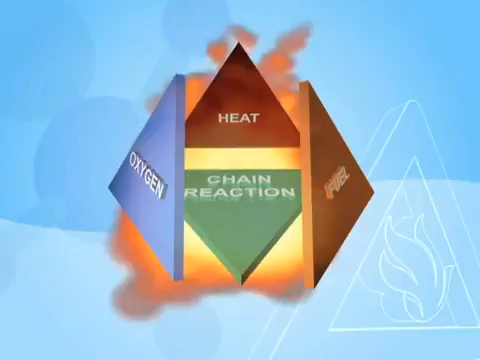 HEAT
OXYGEN
CHAIN
REACTION
FUEL